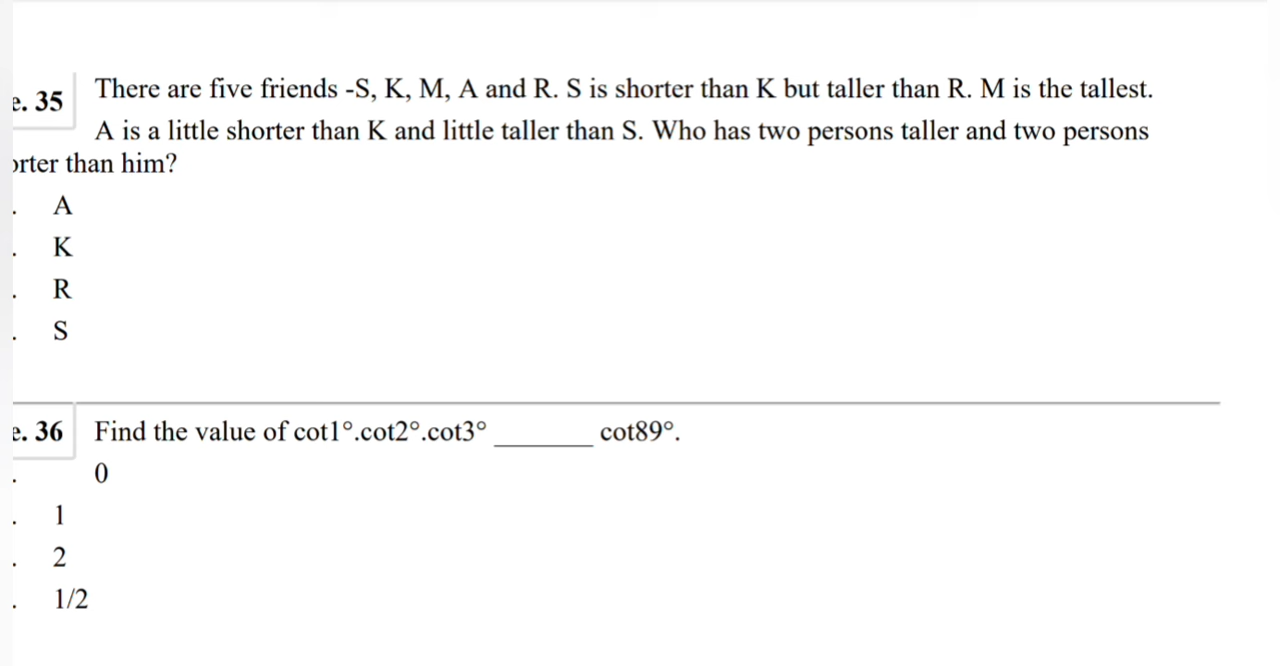 e. 35 There are five friends -S, K, M, A and R. S is shorter than K but taller than R. M is the tallest.
A is a little shorter than K and little taller than S. Who has two persons taller and two persons
orter than him?
. A
. K
. R
. S
e. 36 Find the value of cot1°.cot2°.cot3° _______ cot89°.
. 0
. 1
. 2
. 1/2